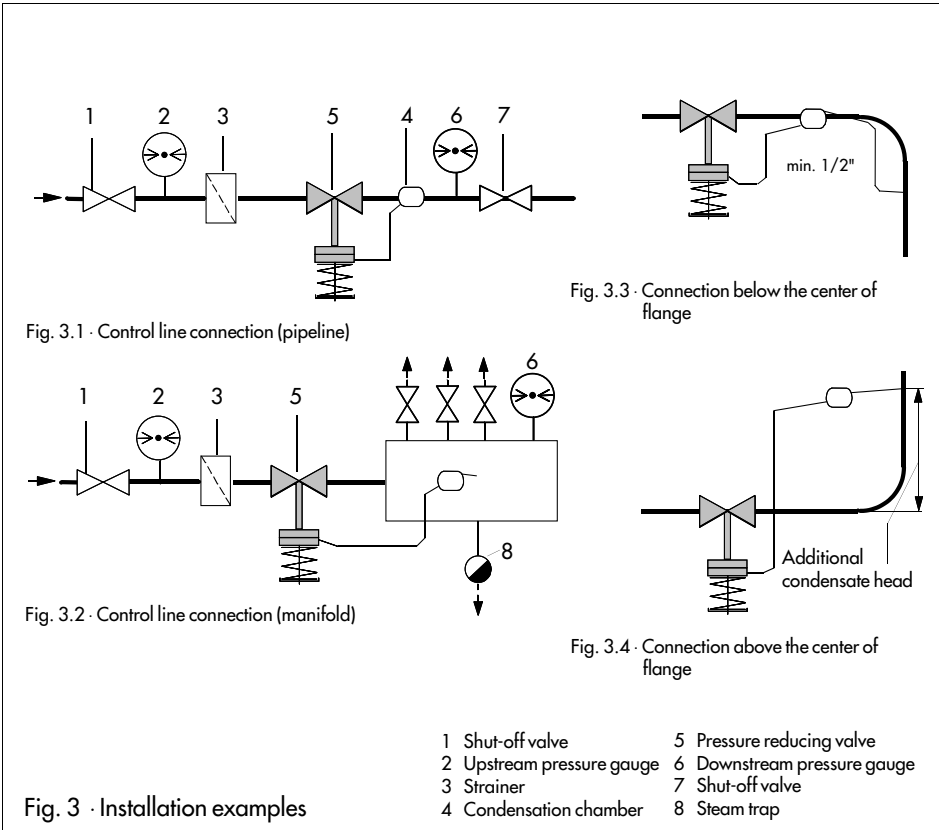 1 2 3 5 4 6 7
Fig. 3.1 · Control line connection (pipeline)
min. 1/2"
Fig. 3.3 · Connection below the center of
flange
1 2 3 5 6
8
Fig. 3.2 · Control line connection (manifold)
Additional
condensate head
Fig. 3.4 · Connection above the center of
flange
1 Shut-off valve
2 Upstream pressure gauge
3 Strainer
4 Condensation chamber
5 Pressure reducing valve
6 Downstream pressure gauge
7 Shut-off valve
8 Steam trap
Fig. 3 · Installation examples